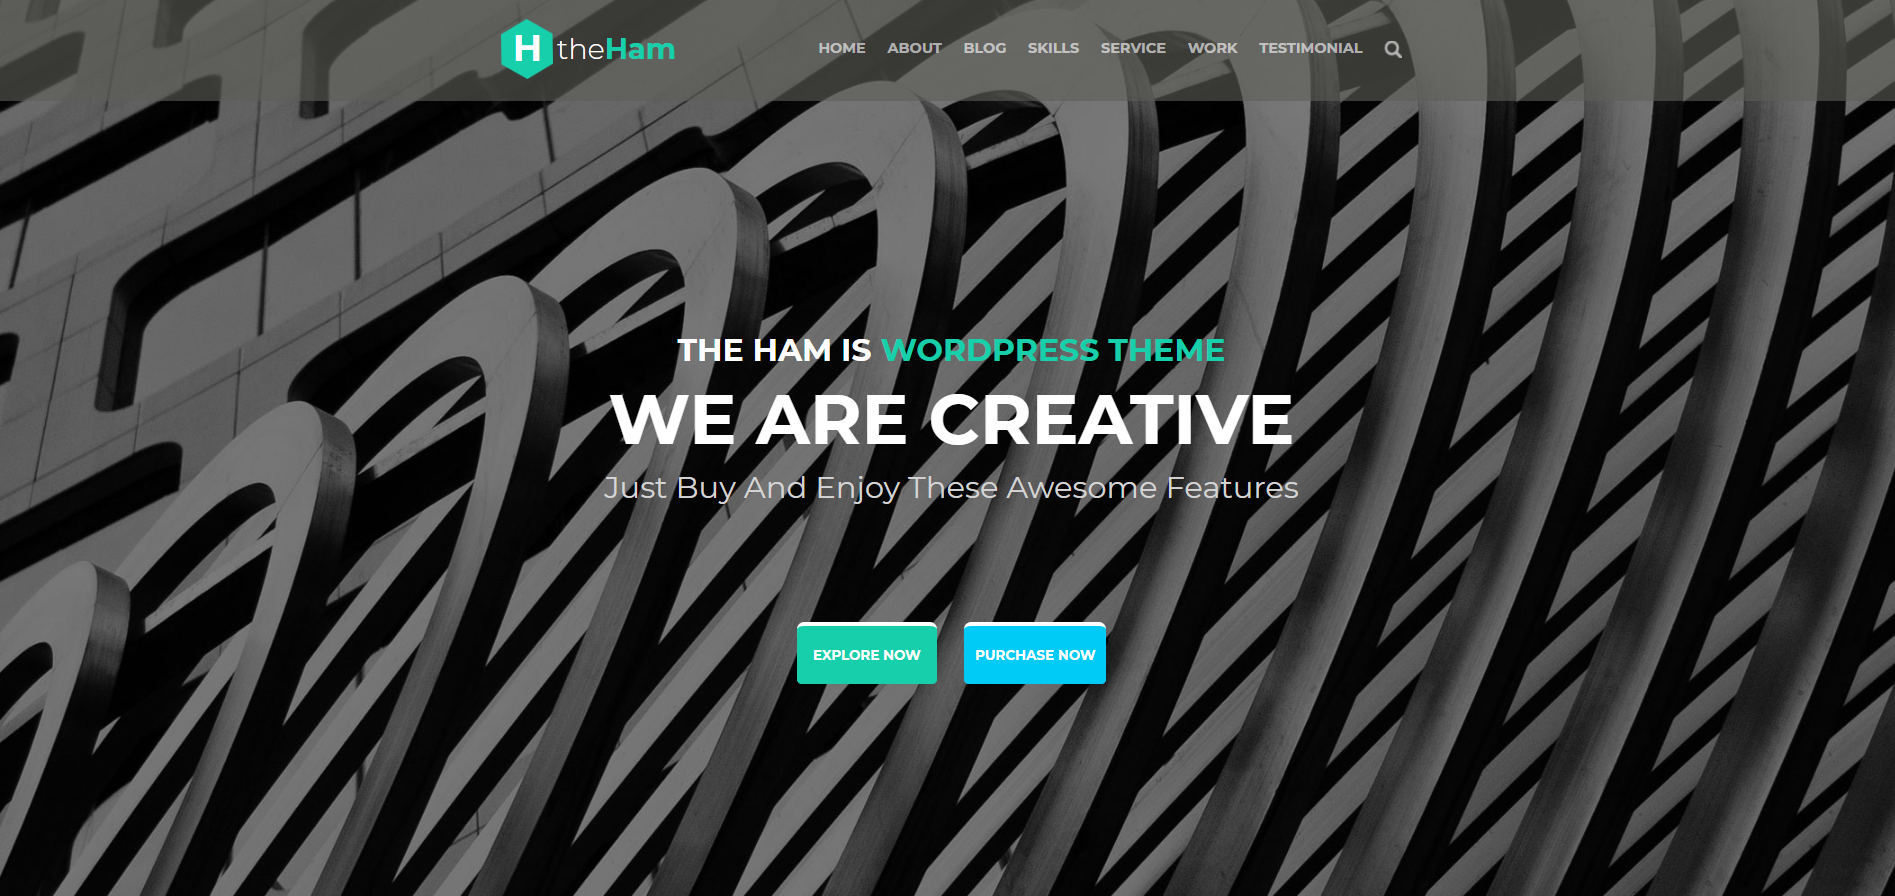 H theHam
HOME ABOUT BLOG SKILLS SERVICE WORK TESTIMONIAL
THE HAM IS WORDPRESS THEME
WE ARE CREATIVE
Just Buy And Enjoy These Awesome Features
EXPLORE NOW
PURCHASE NOW